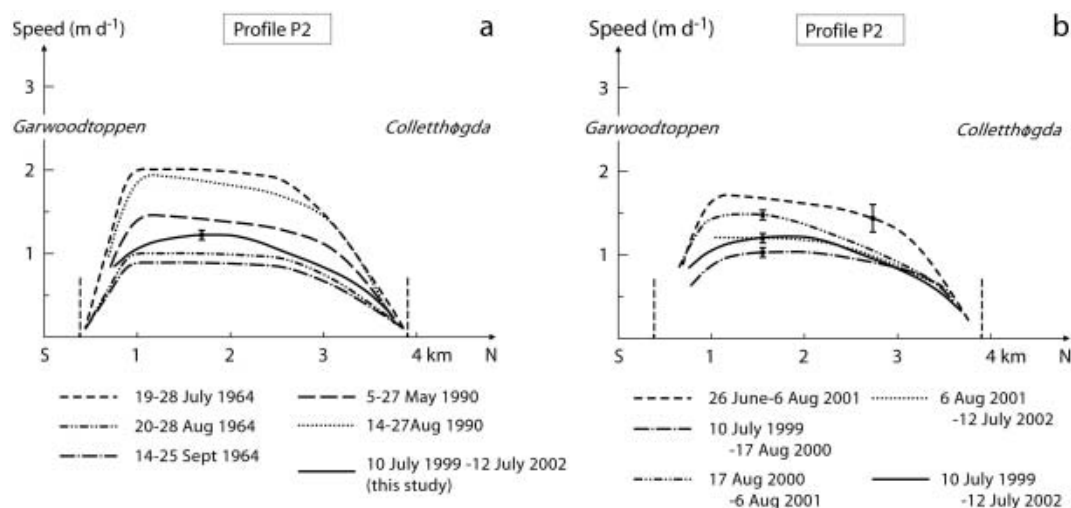 Speed (m d-1)
Profile P2
a
3
Garwoodtoppen
Colletthøgda
2
1
S
1
2
3
4 km
N
19-28 July 1964
20-28 Aug 1964
14-25 Sept 1964
5-27 May 1990
14-27Aug 1990
10 July 1999 -12 July 2002
(this study)
Speed (m d-1)
Profile P2
b
3
Garwoodtoppen
Colletthøgda
2
1
S
1
2
3
4 km
N
26 June-6 Aug 2001
10 July 1999
-17 Aug 2000
17 Aug 2000
-6 Aug 2001
6 Aug 2001
-12 July 2002
10 July 1999
-12 July 2002